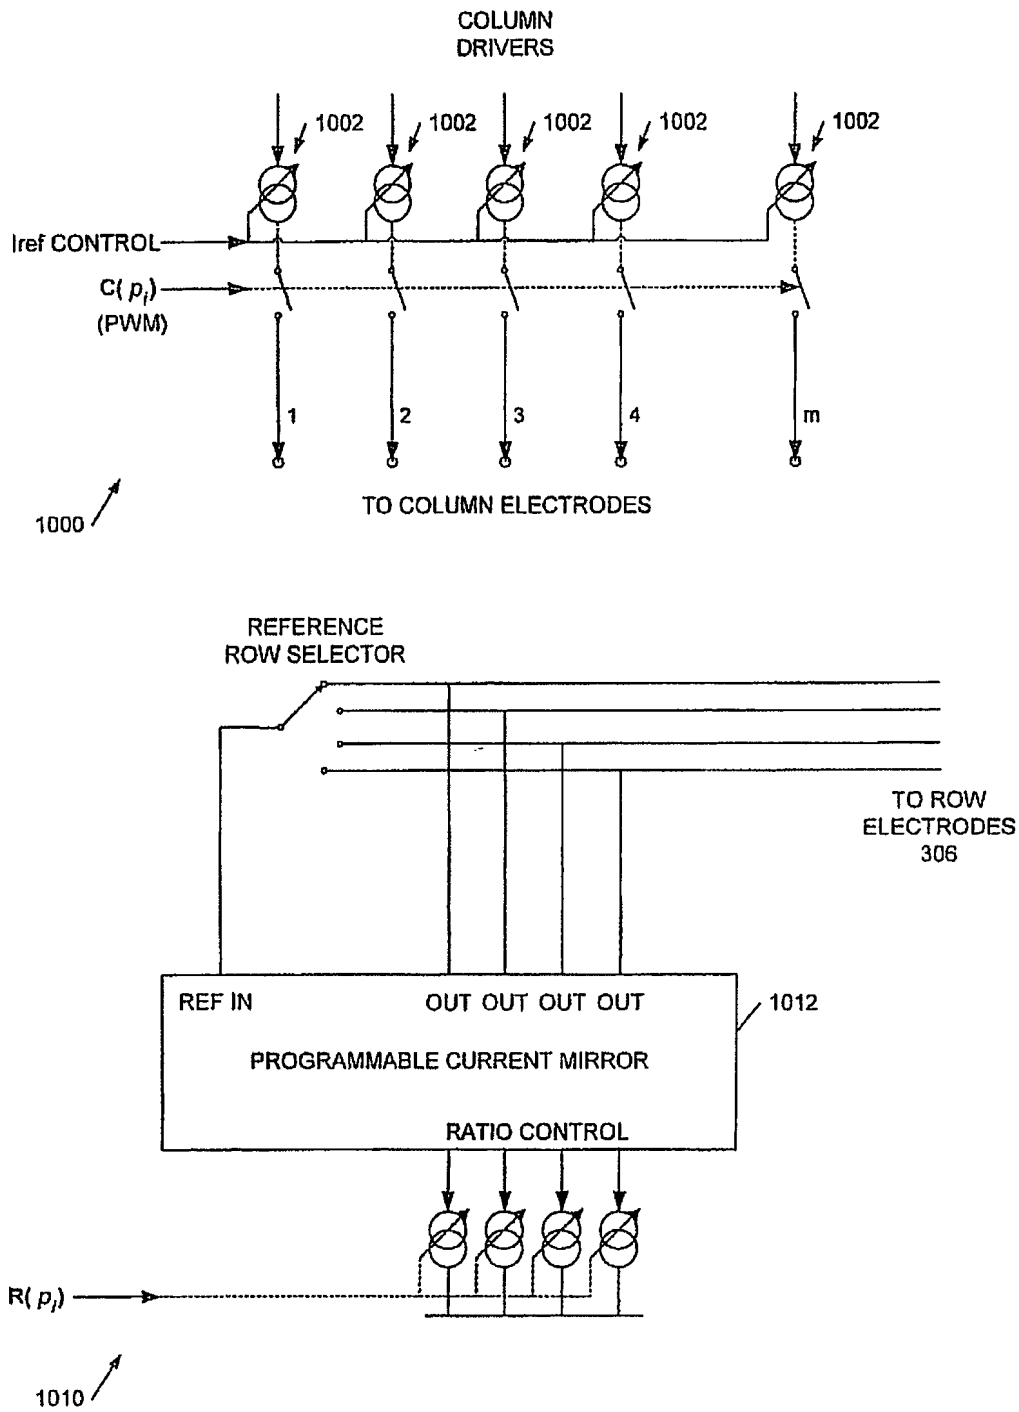 COLUMN
DRIVERS
1002
1002
1002
1002
1002
Iref CONTROL
C( pi)
(PWM)
1
2
3
4
m
TO COLUMN ELECTRODES
1000
REFERENCE
ROW SELECTOR
TO ROW
ELECTRODES
306
REF IN
OUT OUT OUT OUT
1012
PROGRAMMABLE CURRENT MIRROR
RATIO CONTROL
R( pi)
1010